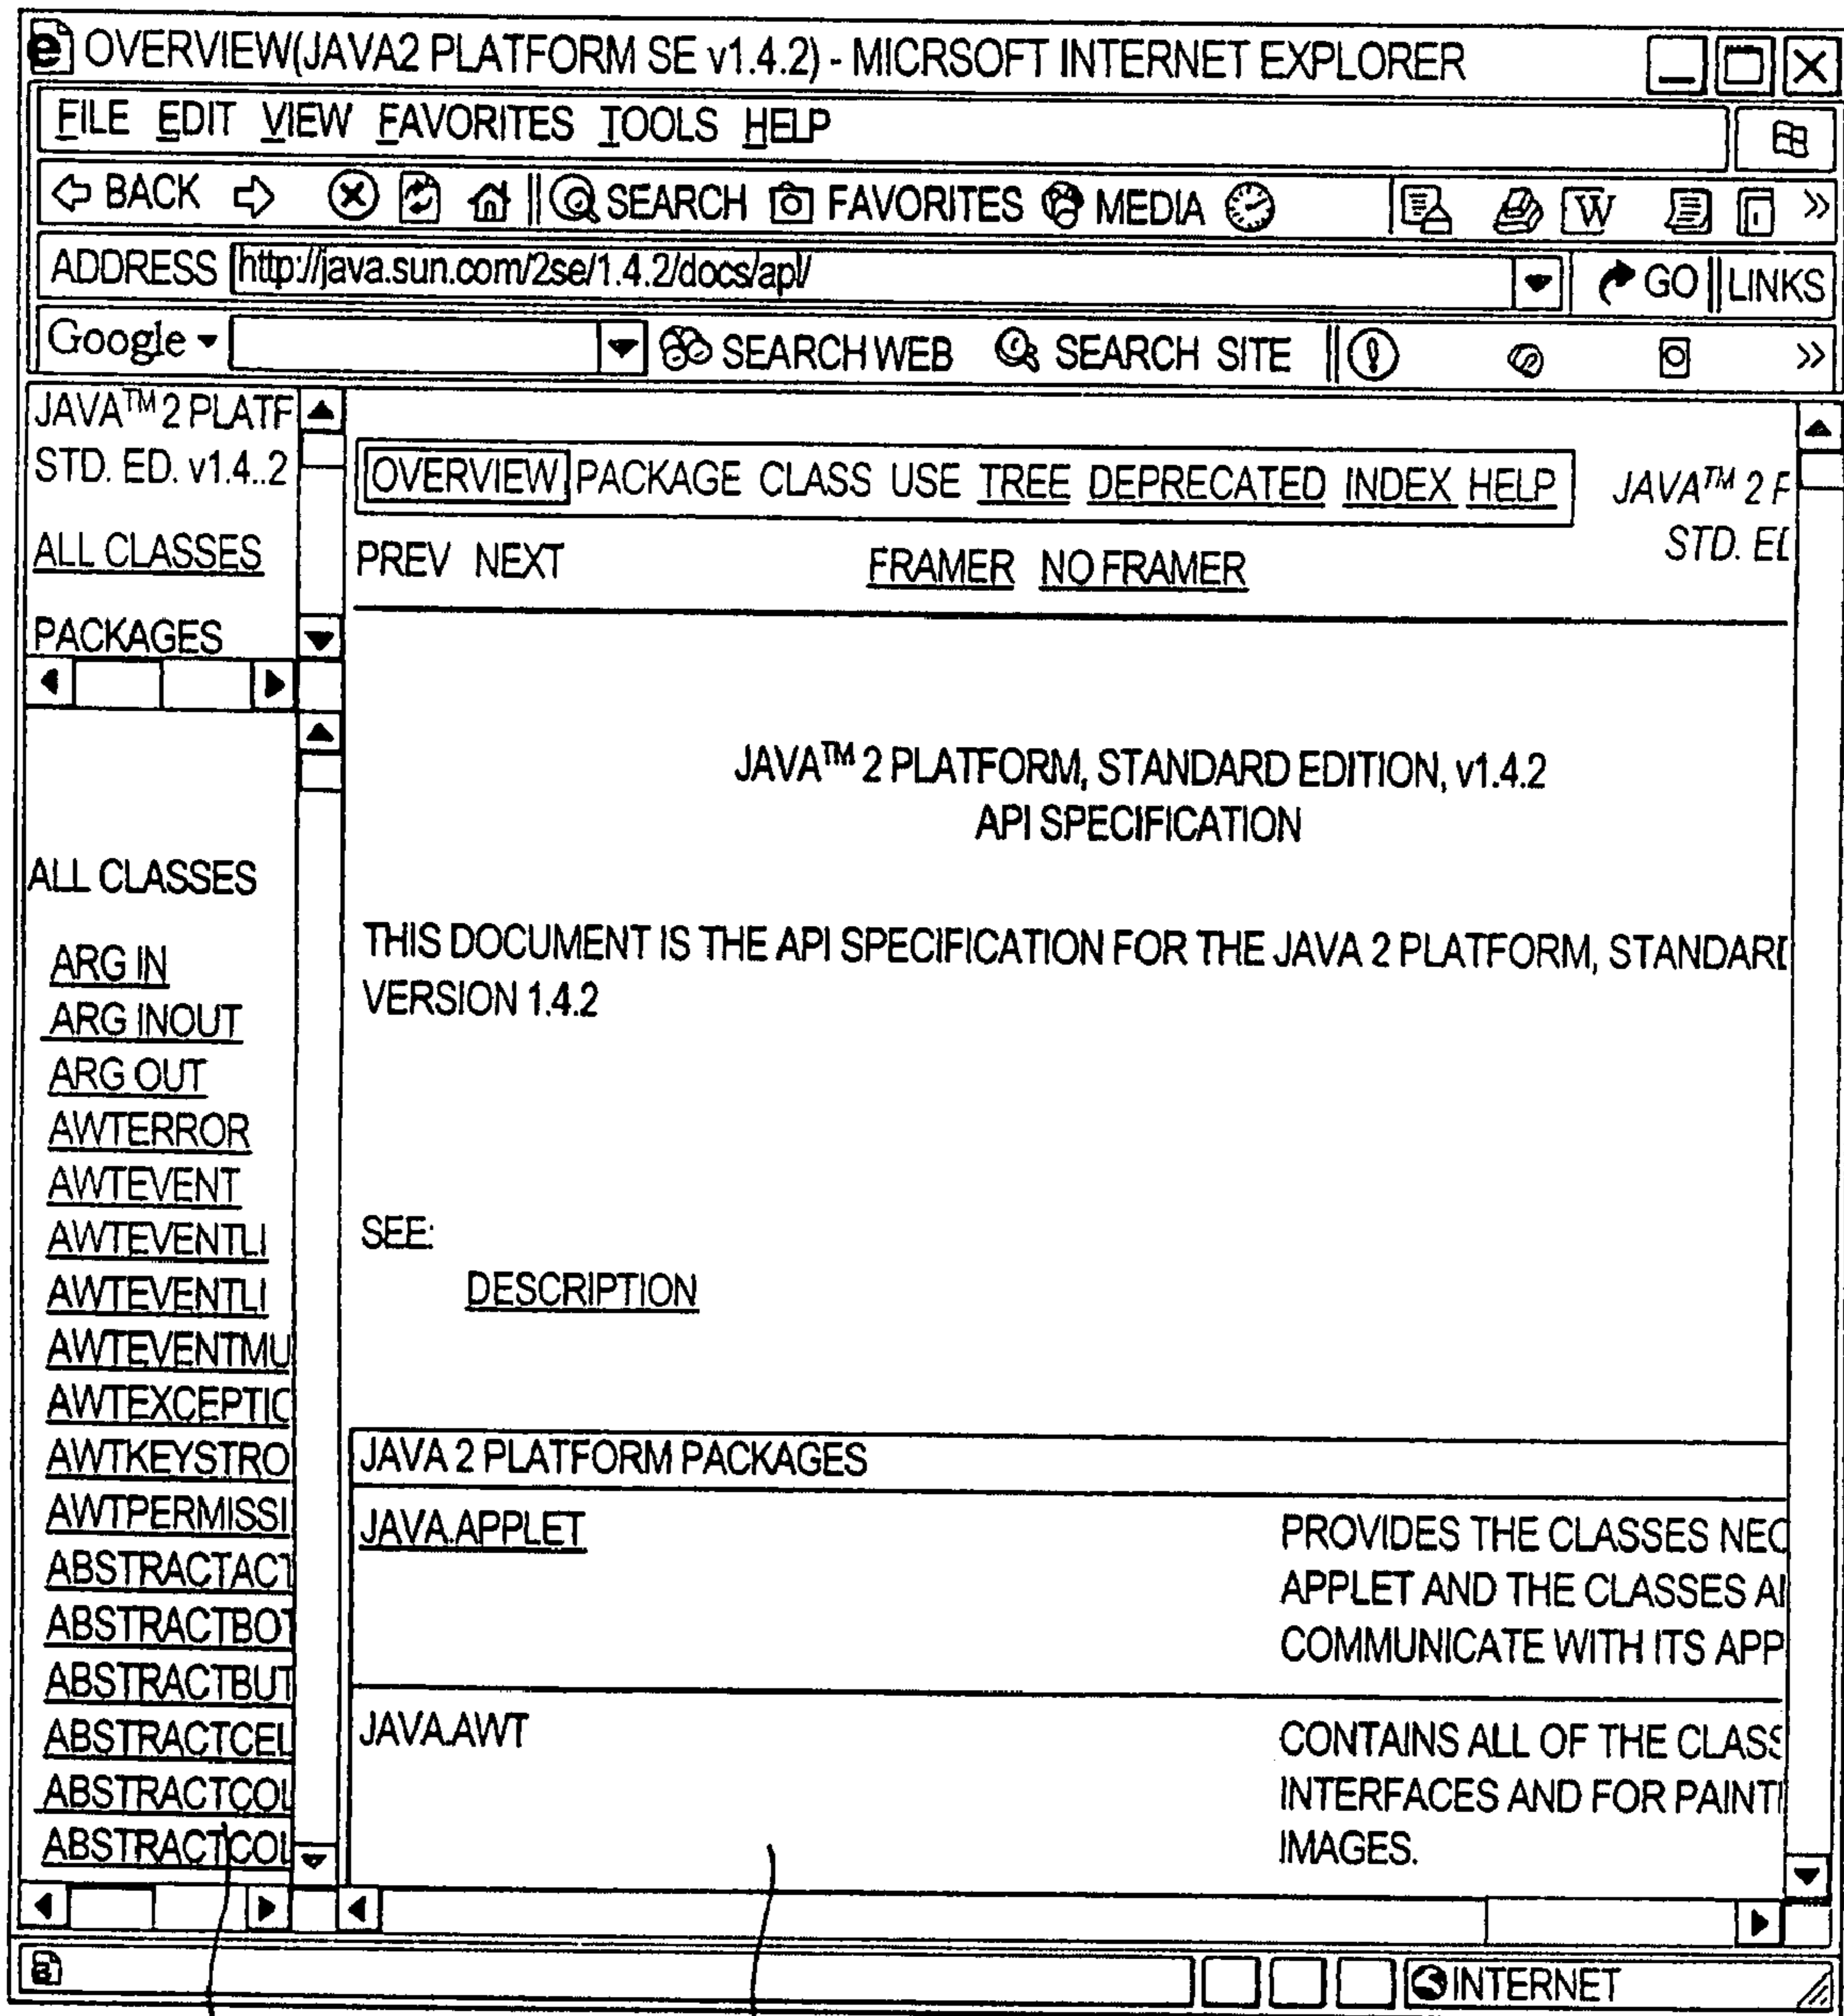 OVERVIEW(JAVA2 PLATFORM SE v1.4.2) - MICRSOFT INTERNET EXPLORER
FILE EDIT VIEW FAVORITES TOOLS HELP
BACK SEARCH FAVORITES MEDIA W
ADDRESS http://java.sun.com/2se/1.4.2/docs/apl/ GO LINKS
Google SEARCH WEB SEARCH SITE
JAVA™ 2 PLATF
STD. ED. v1.4..2
ALL CLASSES
PACKAGES
ALL CLASSES
ARG IN
ARG INOUT
ARG OUT
AWTERROR
AWTEVENT
AWTEVENTLI
AWTEVENTLI
AWTEVENTMU
AWTEXCEPTIO
AWTKEYSTRO
AWTPERMISSI
ABSTRACTACT
ABSTRACTBOT
ABSTRACTBUT
ABSTRACTCEL
ABSTRACTCOL
ABSTRACTCOL
OVERVIEW PACKAGE CLASS USE TREE DEPRECATED INDEX HELP
JAVA™ 2 P
STD. ED
PREV NEXT FRAMER NO FRAMER
JAVA™ 2 PLATFORM, STANDARD EDITION, v1.4.2
API SPECIFICATION
THIS DOCUMENT IS THE API SPECIFICATION FOR THE JAVA 2 PLATFORM, STANDARD
VERSION 1.4.2
SEE:
DESCRIPTION
JAVA 2 PLATFORM PACKAGES
JAVA.APPLET
PROVIDES THE CLASSES NEC
APPLET AND THE CLASSES A
COMMUNICATE WITH ITS APP
JAVA.AWT
CONTAINS ALL OF THE CLASS
INTERFACES AND FOR PAINTI
IMAGES.
INTERNET